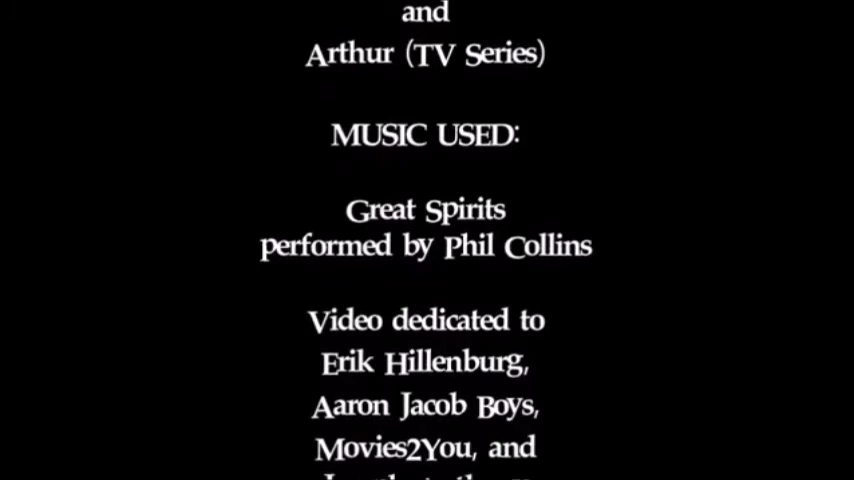 and
Arthur (TV Series)
MUSIC USED:
Great Spirits
performed by Phil Collins
Video dedicated to
Erik Hillenburg,
Aaron Jacob Boys,
Movies2You, and